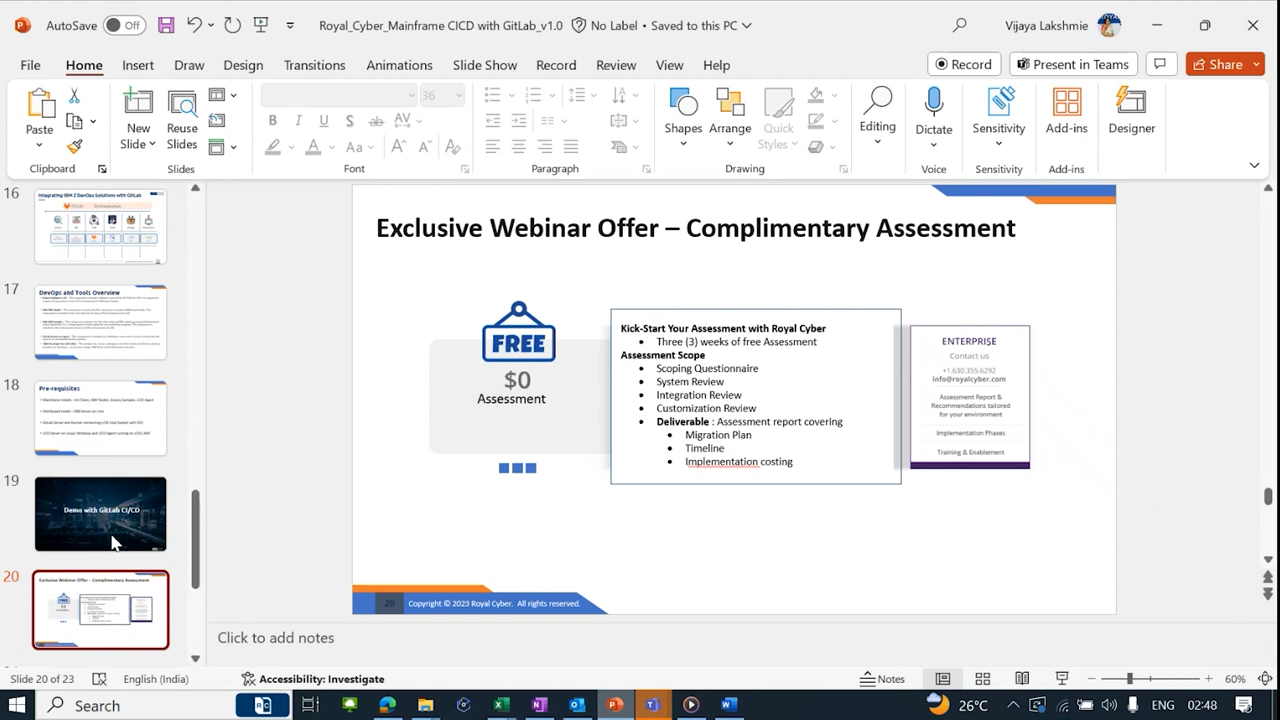 AutoSave Off Royal_Cyber_Mainframe CICD with GitLab_v1.0 No Label • Saved to this PC Vijaya Lakshmie
File Home Insert Draw Design Transitions Animations Slide Show Record Review View Help Record Present in Teams Share
Paste New Slide Reuse Slides 36 Shapes Arrange Quick Styles Editing Dictate Sensitivity Add-ins Designer
Clipboard Slides Font Paragraph Drawing Voice Sensitivity Add-ins
16
Integrating IBM Z DevOps Solutions with GitLab
17
DevOps and Tools Overview
18
Pre-requisites
19
Demo with GitLab CI/CD
20
Exclusive Webinar Offer – Complimentary Assessment
Exclusive Webinar Offer – Complimentary Assessment
FREE
$0
Assessment
Kick-Start Your Assessment with Royal Cyber
• Three (3) weeks of free Assessment
Assessment Scope
• Scoping Questionnaire
• System Review
• Integration Review
• Customization Review
• Deliverable : Assessment report covering
• Migration Plan
• Timeline
• Implementation costing
ENTERPRISE
Contact us
+1.630.355.6292
info@royalcyber.com
Assessment Report &
Recommendations tailored
for your environment
Implementation Phases
Training & Enablement
20 Copyright © 2023 Royal Cyber. All rights reserved.
Click to add notes
Slide 20 of 23 English (India) Accessibility: Investigate Notes 60%
Search 26°C ENG 02:48